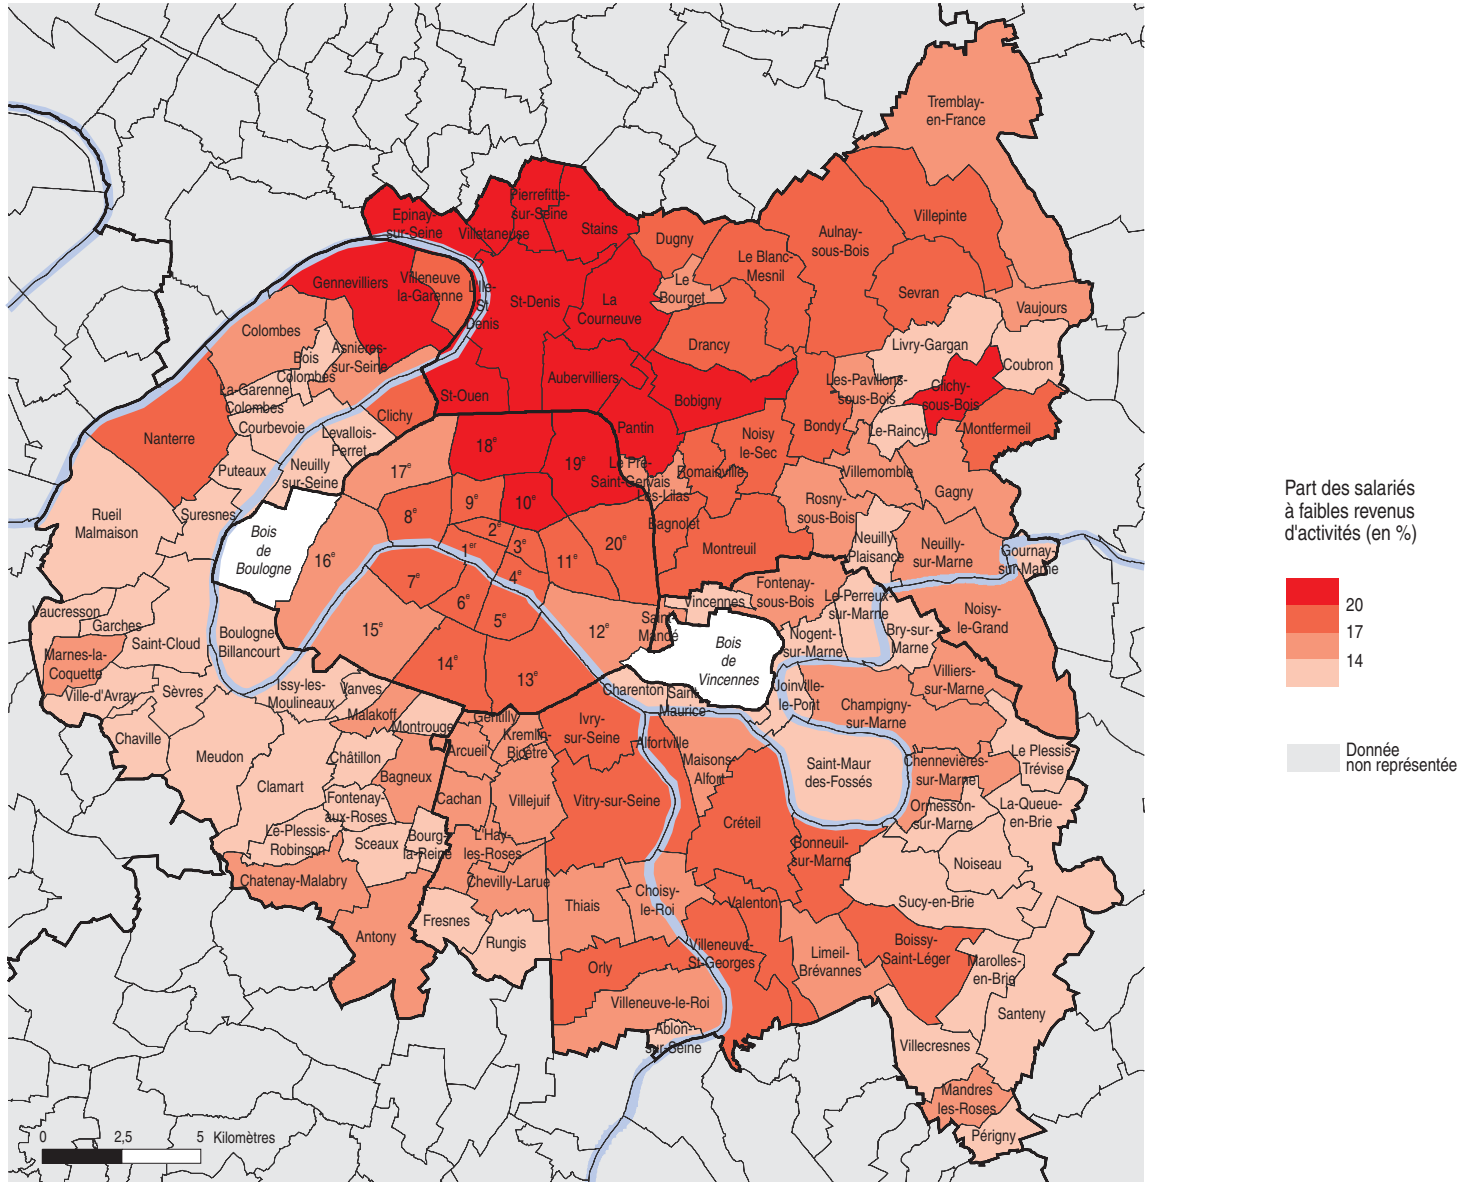 Tremblay-
en-France
Epinay-
sur-Seine
Villetaneuse
Pierrefitte-
sur-Seine
Stains
Dugny
Le Blanc-
Mesnil
Aulnay-
sous-Bois
Villepinte
Gennevilliers
Villeneuve
la-Garenne
L'Ile-
St
Denis
St-Denis
La
Courneuve
Le
Bourget
Sevran
Vaujours
Colombes
Bois
Colombes
Asnières-
sur-Seine
Drancy
Livry-Gargan
Coubron
La-Garenne
Colombes
Courbevoie
Clichy
St-Ouen
Aubervilliers
Bobigny
Les-Pavillons-
sous-Bois
Clichy-
sous-Bois
Nanterre
Levallois-
Perret
Pantin
Noisy
le-Sec
Bondy
Le-Raincy
Montfermeil
Puteaux
Neuilly
sur-Seine
17e
18e
19e
Le Pré-
Saint-Gervais
Romainville
Les-Lilas
Villemomble
Gagny
Rueil
Malmaison
Suresnes
Bois
de
Boulogne
8e
9e
10e
2e
1er
3e
4e
11e
20e
Bagnolet
Montreuil
Rosny-
sous-Bois
Neuilly
Plaisance
Neuilly-
sur-Marne
Gournay-
sur-Marne
16e
7e
6e
5e
Vaucresson
Garches
Saint-Cloud
Boulogne
Billancourt
15e
14e
13e
12e
Saint-
Mandé
Vincennes
Fontenay-
sous-Bois
Le-Perreux-
sur-Marne
Noisy-
le-Grand
Bois
de
Vincennes
Nogent-
sur-Marne
Bry-sur-
Marne
Marnes-la-
Coquette
Ville-d'Avray
Sèvres
Issy-les-
Moulineaux
Vanves
Malakoff
Montrouge
Gentilly
Kremlin-
Bicêtre
Ivry-
sur-Seine
Charenton
Saint-
Maurice
Joinville-
le-Pont
Champigny-
sur-Marne
Villiers-
sur-Marne
Chaville
Meudon
Châtillon
Arcueil
Alfortville
Maisons-
Alfort
Saint-Maur
des-Fossés
Chennevières-
sur-Marne
Le Plessis-
Trévise
Clamart
Bagneux
Fontenay-
aux-Roses
Cachan
Villejuif
Vitry-sur-Seine
Créteil
Ormesson-
sur-Marne
La-Queue-
en-Brie
Le-Plessis-
Robinson
Sceaux
Bourg-
la-Reine
L'Hay-
les-Roses
Bonneuil-
sur-Marne
Noiseau
Chatenay-Malabry
Chevilly-Larue
Thiais
Choisy-
le-Roi
Valenton
Sucy-en-Brie
Antony
Fresnes
Rungis
Orly
Villeneuve-
St-Georges
Limeil-
Brévannes
Boissy-
Saint-Léger
Marolles-
en-Brie
Villeneuve-le-Roi
Ablon-
sur-Seine
Santeny
Villecresnes
Mandres
les-Roses
Périgny
0 2,5 5 Kilomètres
Part des salariés
à faibles revenus
d'activités (en %)
20
17
14
Donnée
non représentée